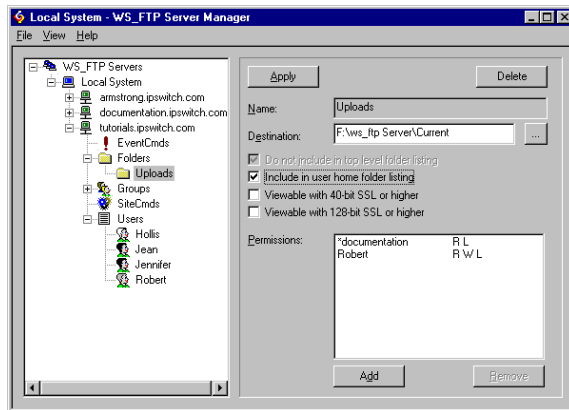 Local System - WS_FTP Server Manager
File View Help
WS_FTP Servers
Local System
armstrong.ipswitch.com
documentation.ipswitch.com
tutorials.ipswitch.com
EventCmds
Folders
Uploads
Groups
SiteCmds
Users
Hollis
Jean
Jennifer
Robert
Apply Delete
Name: Uploads
Destination: F:\ws_ftp Server\Current ...
Do not include in top level folder listing
Include in user home folder listing
Viewable with 40-bit SSL or higher
Viewable with 128-bit SSL or higher
Permissions:
*documentation R L
Robert R W L
Add Remove